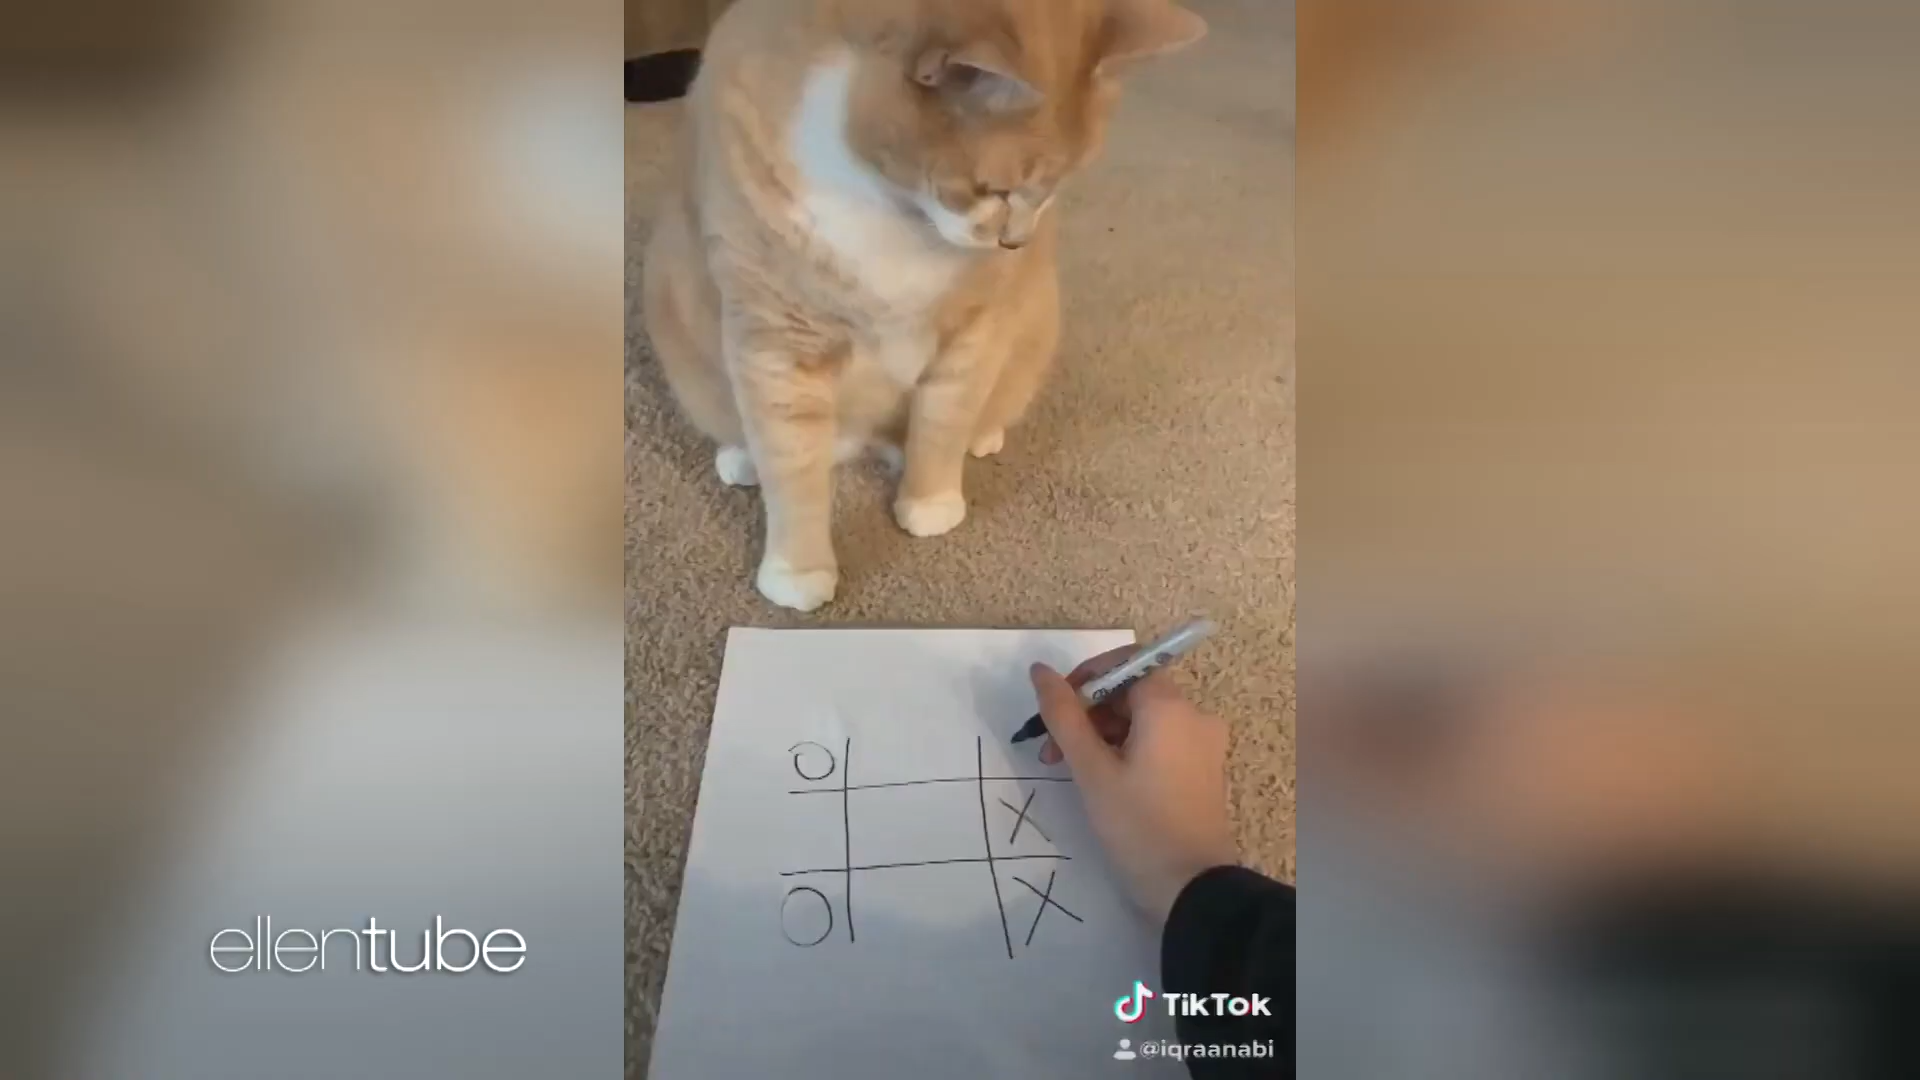 O
X
O X
ellentube
TikTok
@iqraanabi